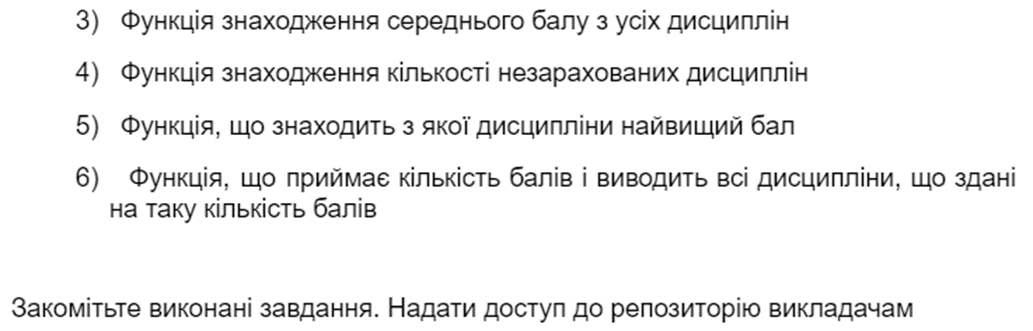 3) Функція знаходження середнього балу з усіх дисциплін
4) Функція знаходження кількості незарахованих дисциплін
5) Функція, що знаходить з якої дисципліни найвищий бал
6) Функція, що приймає кількість балів і виводить всі дисципліни, що здані
на таку кількість балів
Закомітьте виконані завдання. Надати доступ до репозиторію викладачам